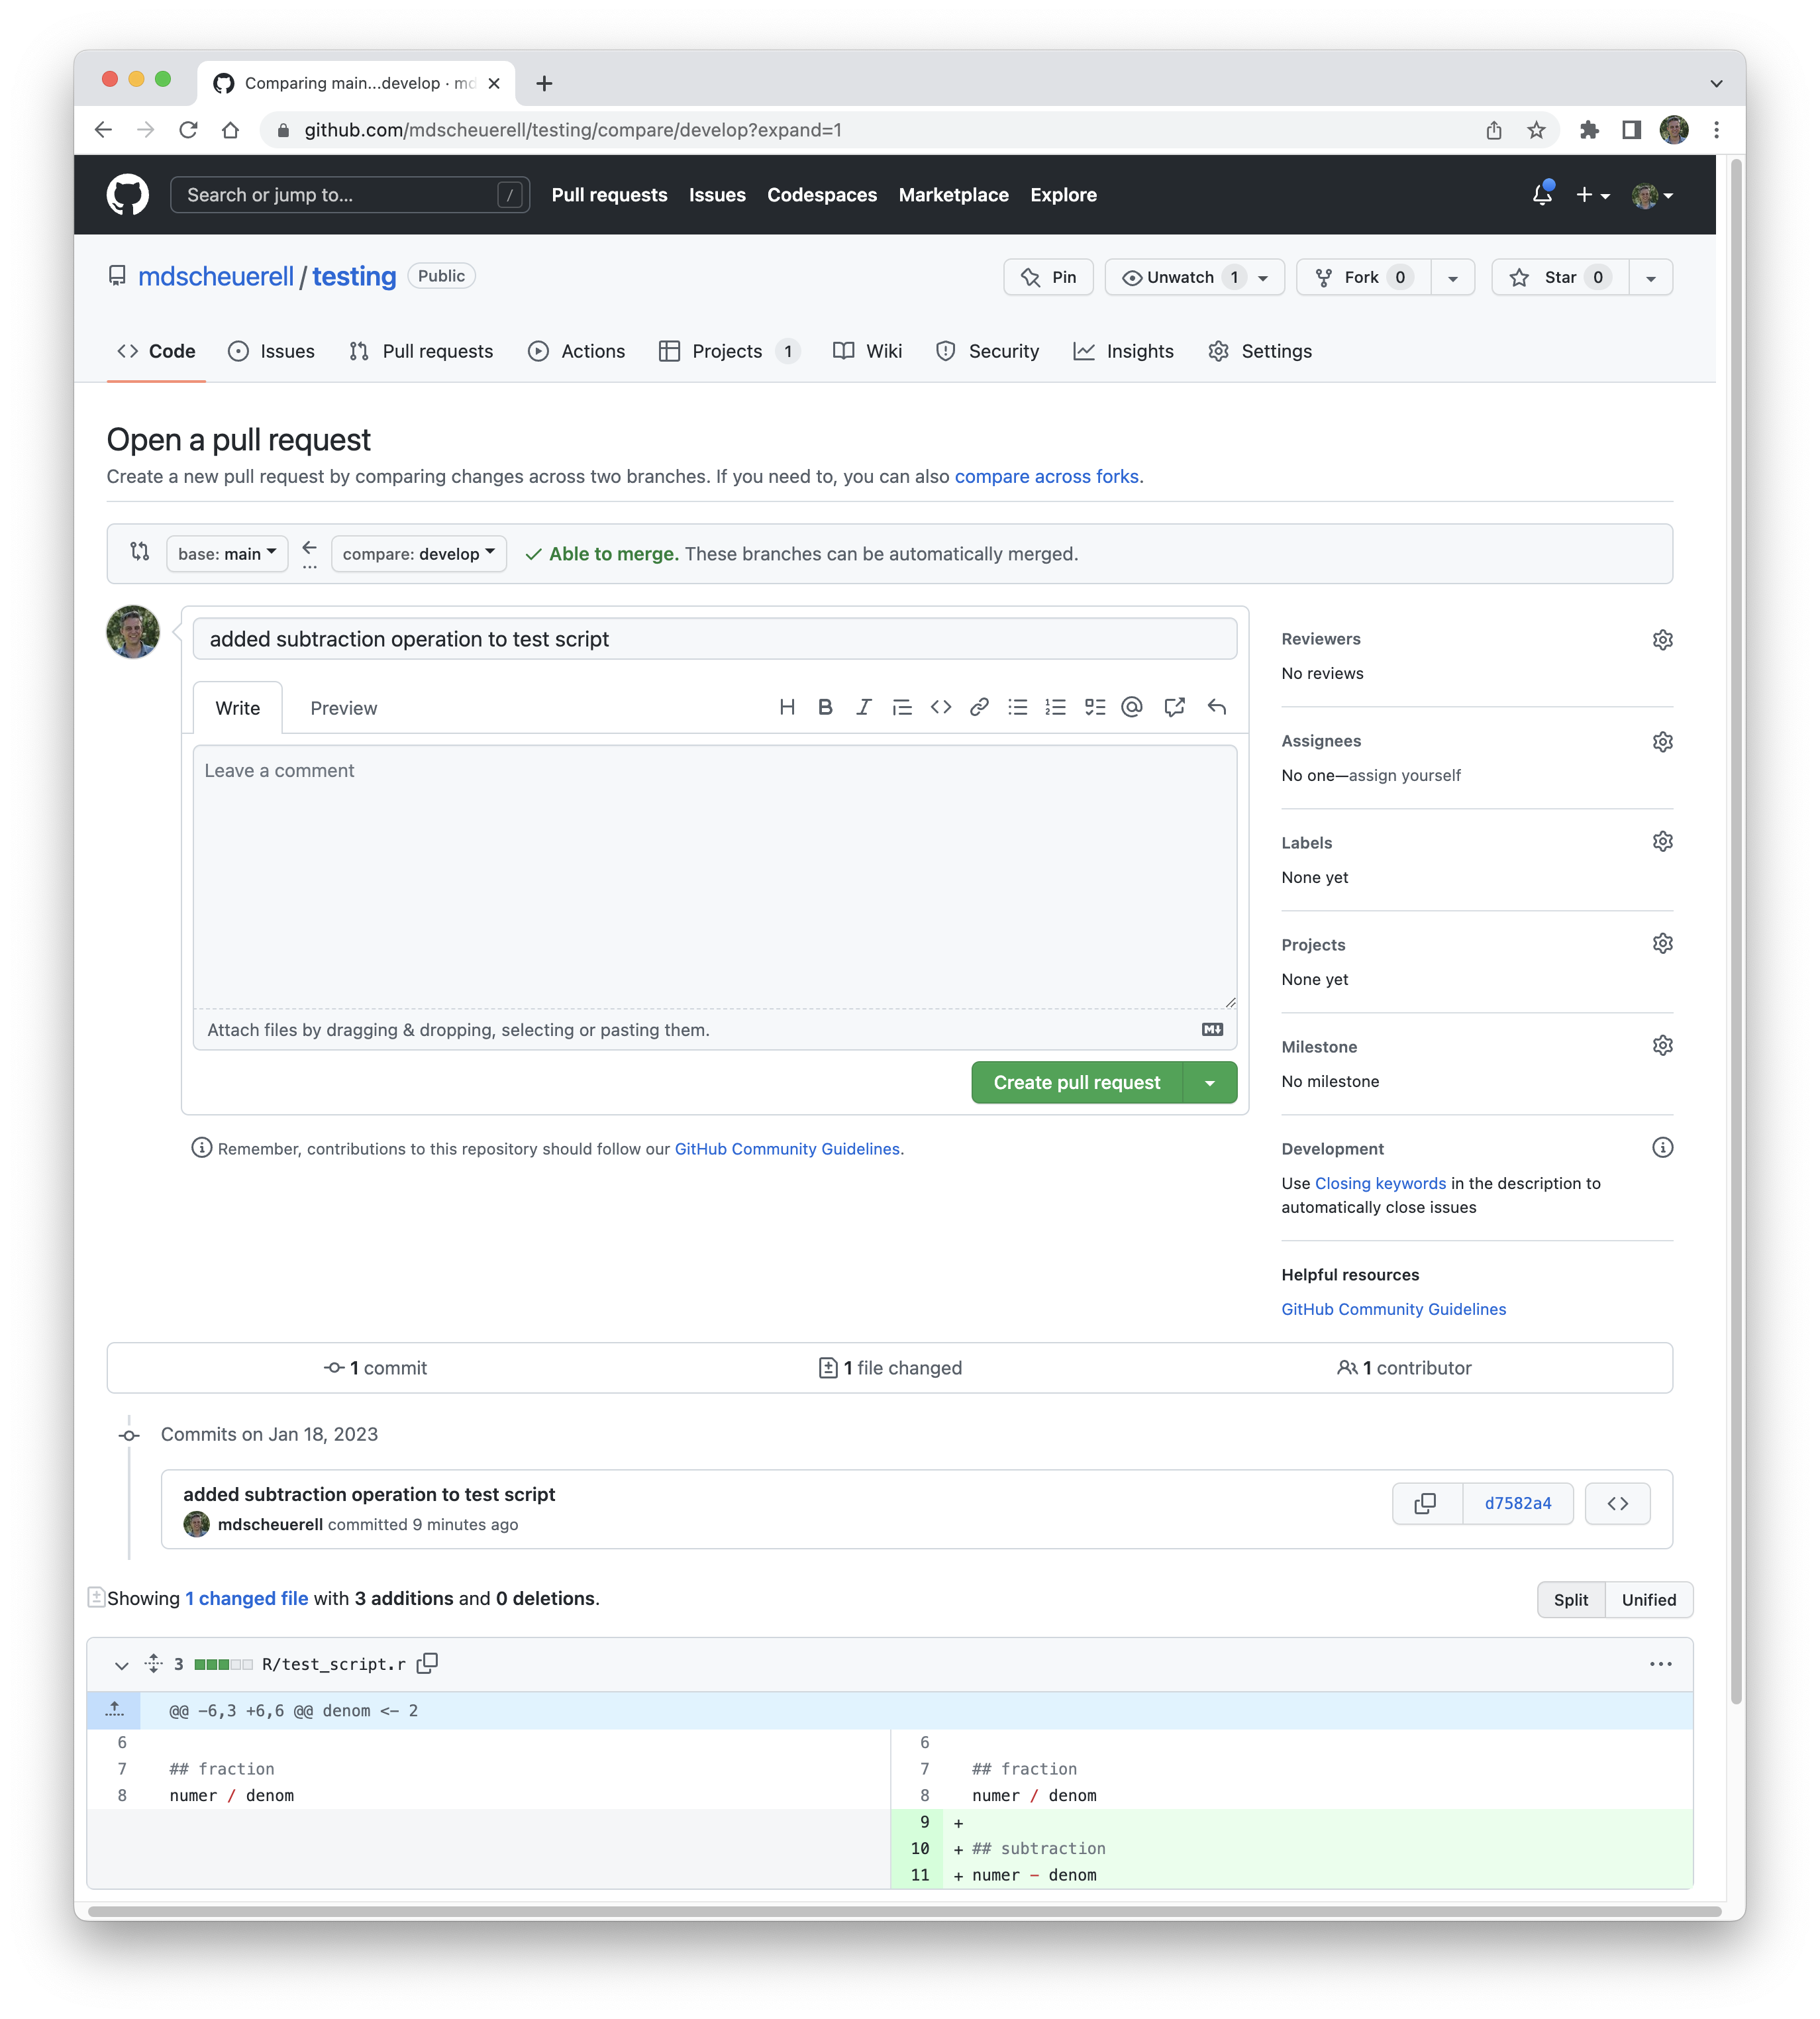 Comparing main...develop · md
github.com/mdscheuerell/testing/compare/develop?expand=1
Search or jump to... / Pull requests Issues Codespaces Marketplace Explore
mdscheuerell / testing Public Pin Unwatch 1 Fork 0 Star 0
Code Issues Pull requests Actions Projects 1 Wiki Security Insights Settings
Open a pull request
Create a new pull request by comparing changes across two branches. If you need to, you can also compare across forks.
base: main ← ... compare: develop ✓ Able to merge. These branches can be automatically merged.
added subtraction operation to test script
Write Preview
Leave a comment
Attach files by dragging & dropping, selecting or pasting them.
Create pull request
Remember, contributions to this repository should follow our GitHub Community Guidelines.
Reviewers
No reviews
Assignees
No one—assign yourself
Labels
None yet
Projects
None yet
Milestone
No milestone
Development
Use Closing keywords in the description to
automatically close issues
Helpful resources
GitHub Community Guidelines
1 commit 1 file changed 1 contributor
Commits on Jan 18, 2023
added subtraction operation to test script
mdscheuerell committed 9 minutes ago
d7582a4
Showing 1 changed file with 3 additions and 0 deletions.
Split Unified
3 R/test_script.r
@@ -6,3 +6,6 @@ denom <- 2
6 6
7 ## fraction 7 ## fraction
8 numer / denom 8 numer / denom
9 +
10 + ## subtraction
11 + numer - denom